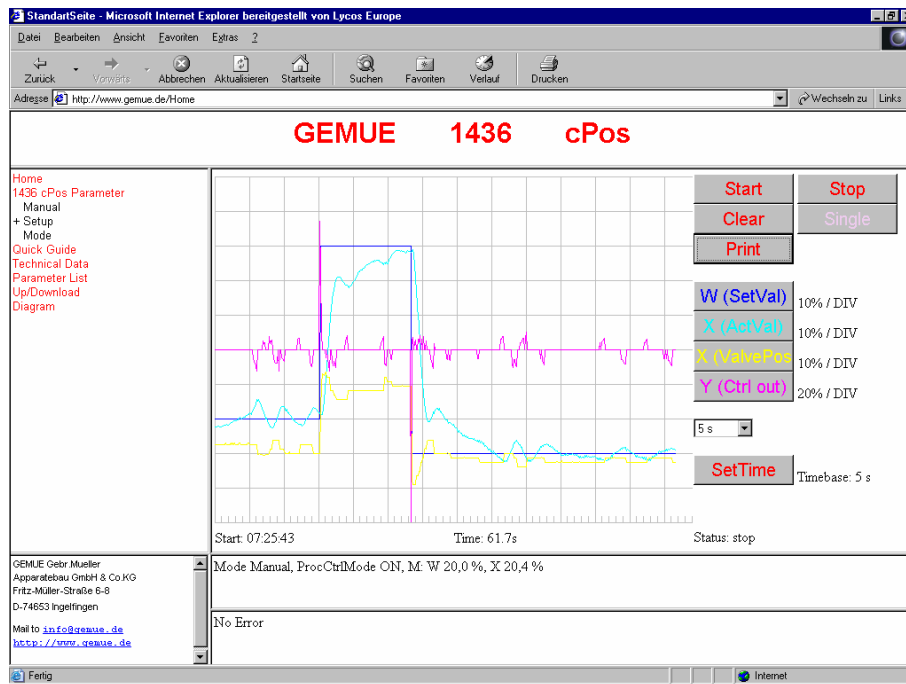 StandartSeite - Microsoft Internet Explorer bereitgestellt von Lycos Europe
Datei Bearbeiten Ansicht Favoriten Extras ?
Zurück Vorwärts Abbrechen Aktualisieren Startseite Suchen Favoriten Verlauf Drucken
Adresse http://www.gemue.de/Home Wechseln zu Links
GEMUE 1436 cPos
Home
1436 cPos Parameter
Manual
+ Setup
Mode
Quick Guide
Technical Data
Parameter List
Up/Download
Diagram
Start: 07:25:43 Time: 61.7s
Start Stop
Clear Single
Print
W (SetVal) 10% / DIV
X (ActVal) 10% / DIV
X (ValvePos 10% / DIV
Y (Ctrl out) 20% / DIV
5 s
SetTime Timebase: 5 s
Status: stop
GEMUE Gebr.Mueller
Apparatebau GmbH & Co.KG
Fritz-Müller-Straße 6-8
D-74653 Ingelfingen
Mail to info@gemue.de
http://www.gemue.de
Mode Manual, ProcCtrlMode ON, M: W 20,0 %, X 20,4 %
No Error
Fertig Internet